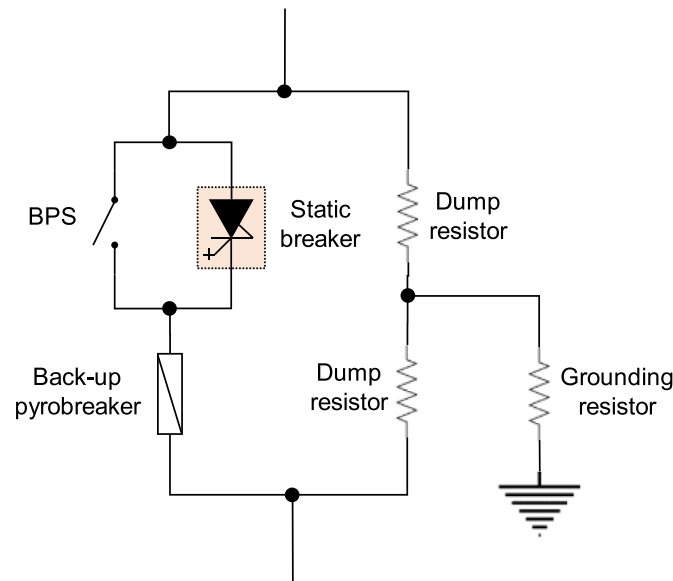 BPS
Static
breaker
Dump
resistor
Back-up
pyrobreaker
Dump
resistor
Grounding
resistor